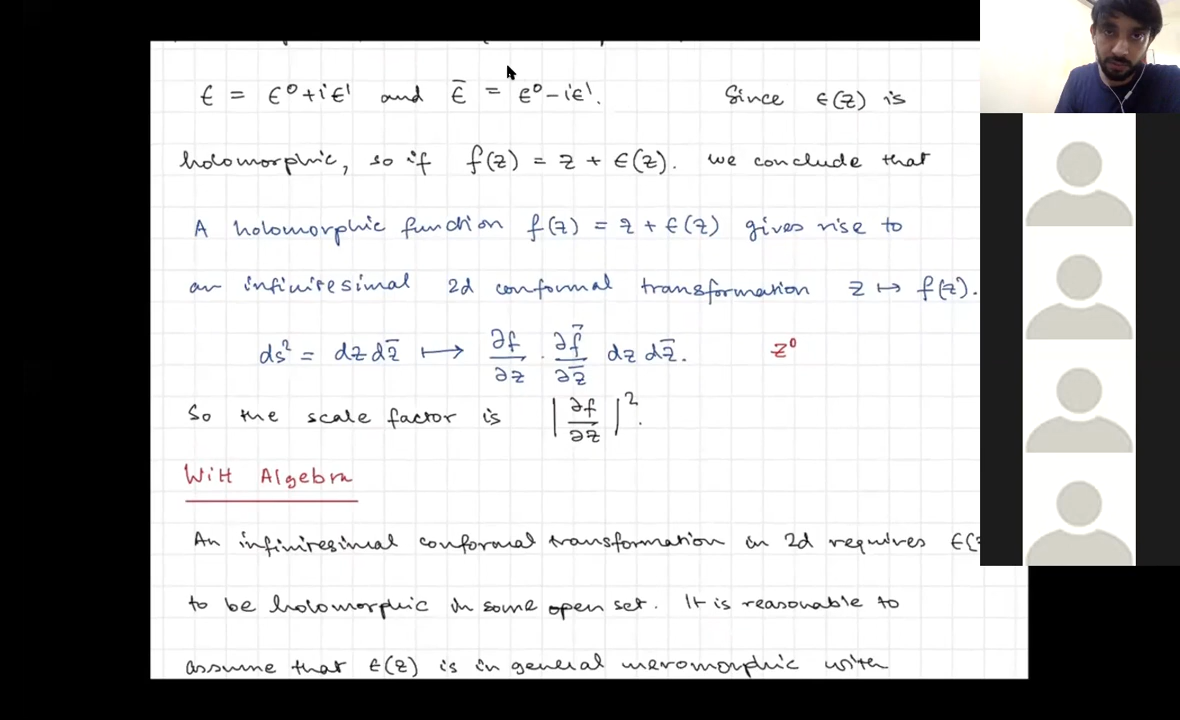 ϵ = ϵ⁰+iϵ¹ and ϵ̄ = ϵ⁰-iϵ¹. Since ϵ(z) is
holomorphic, so if f(z) = z + ϵ(z). we conclude that
A holomorphic function f(z) = z + ϵ(z) gives rise to
an infiniresimal 2d conformal transformation z ↦ f(z).
ds² = dz dz̄ ⟼ ∂f/∂z · ∂f̄/∂z̄ dz dz̄. z⁰
So the scale factor is |∂f/∂z|².
Witt Algebra
An infiniresimal conformal transformation in 2d requires ϵ(
to be holomorphic in some open set. It is reasonable to
assume that ϵ(z) is in general meromorphic with